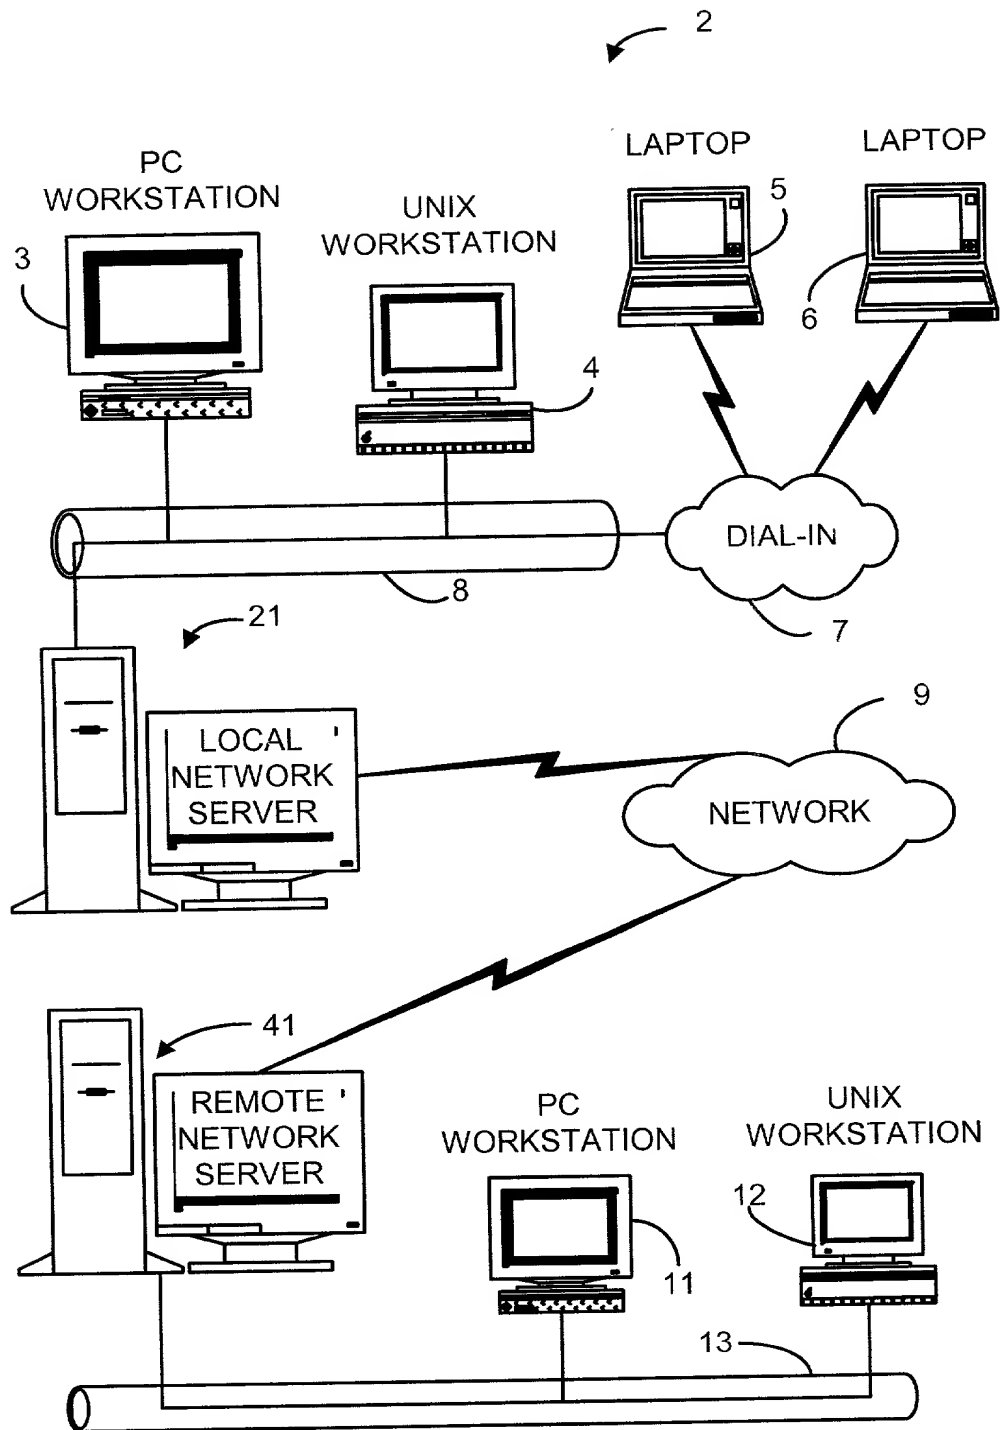 2
LAPTOP
LAPTOP
PC
WORKSTATION
UNIX
WORKSTATION
5
3
6
4
DIAL-IN
8
21
7
9
LOCAL
NETWORK
SERVER
NETWORK
41
REMOTE
NETWORK
SERVER
PC
WORKSTATION
UNIX
WORKSTATION
12
11
13